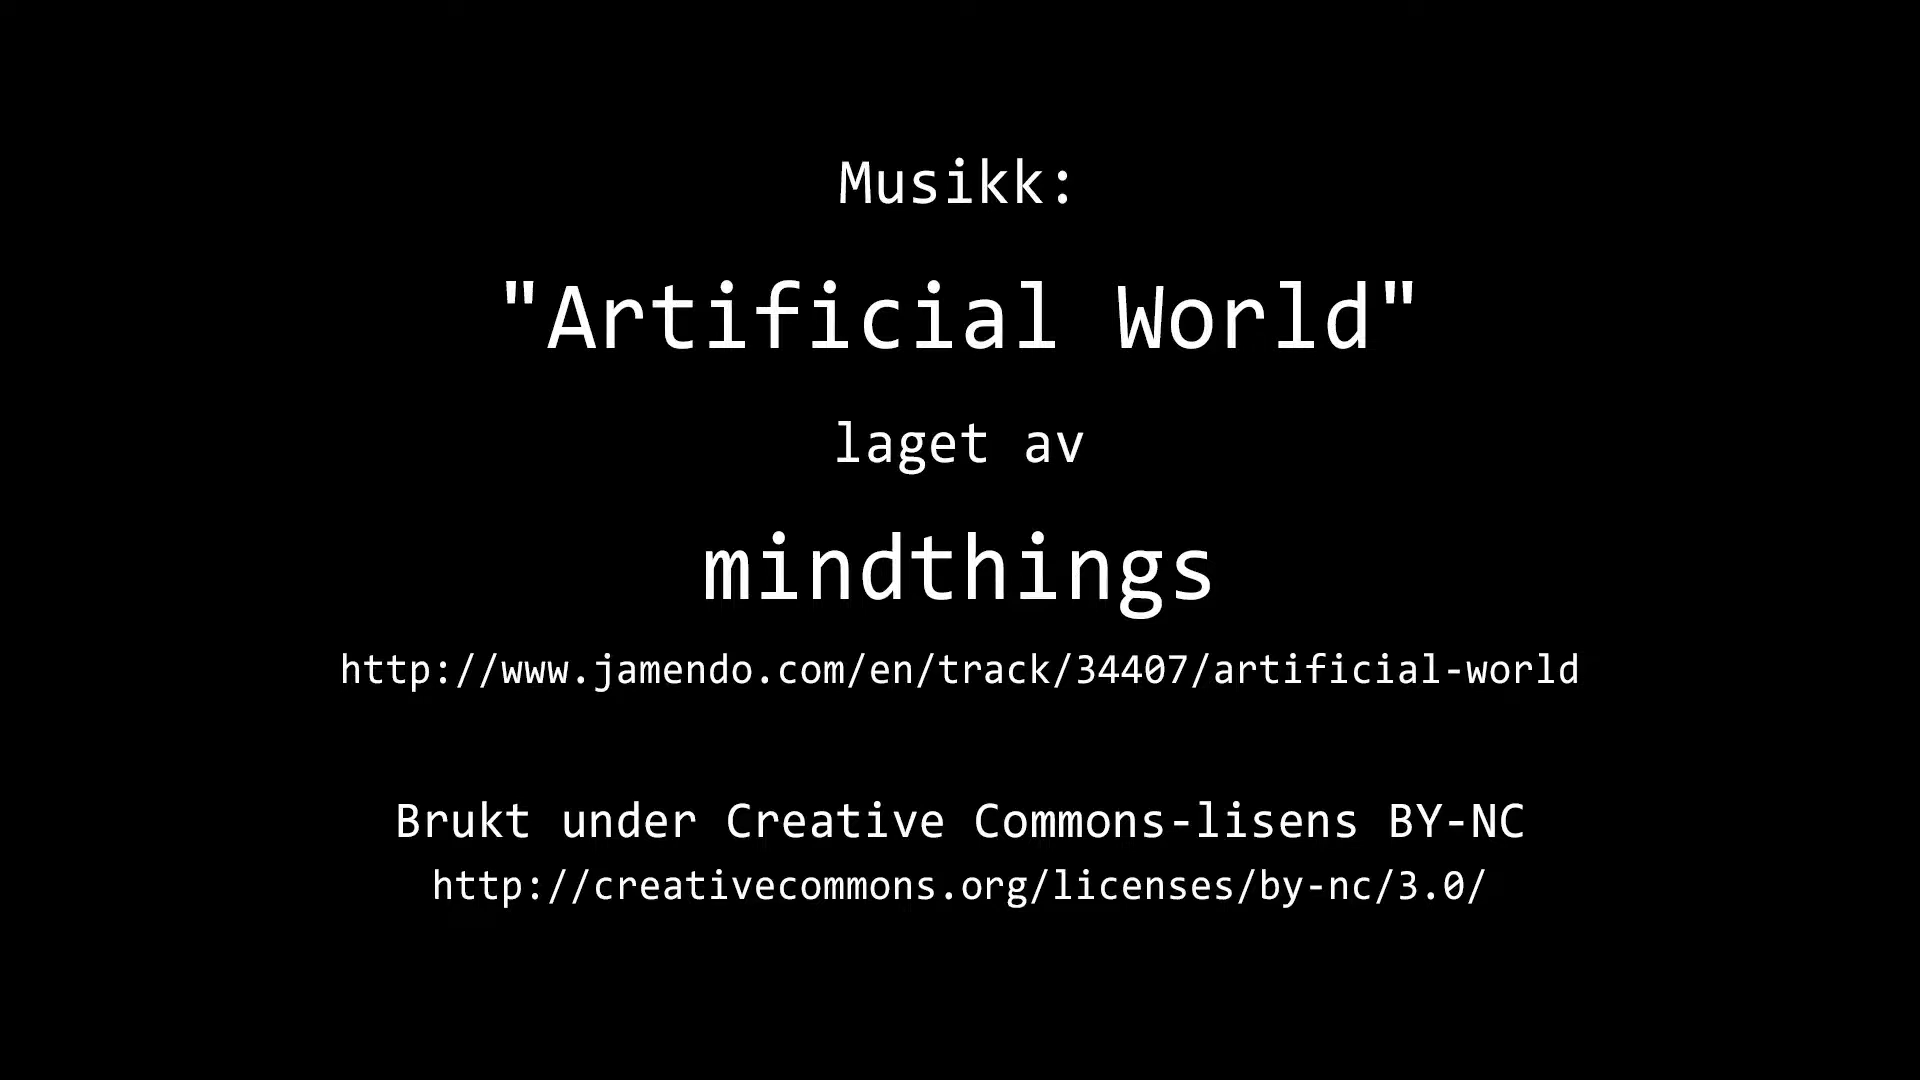 Musikk:
"Artificial World"
laget av
mindthings
http://www.jamendo.com/en/track/34407/artificial-world
Brukt under Creative Commons-lisens BY-NC
http://creativecommons.org/licenses/by-nc/3.0/